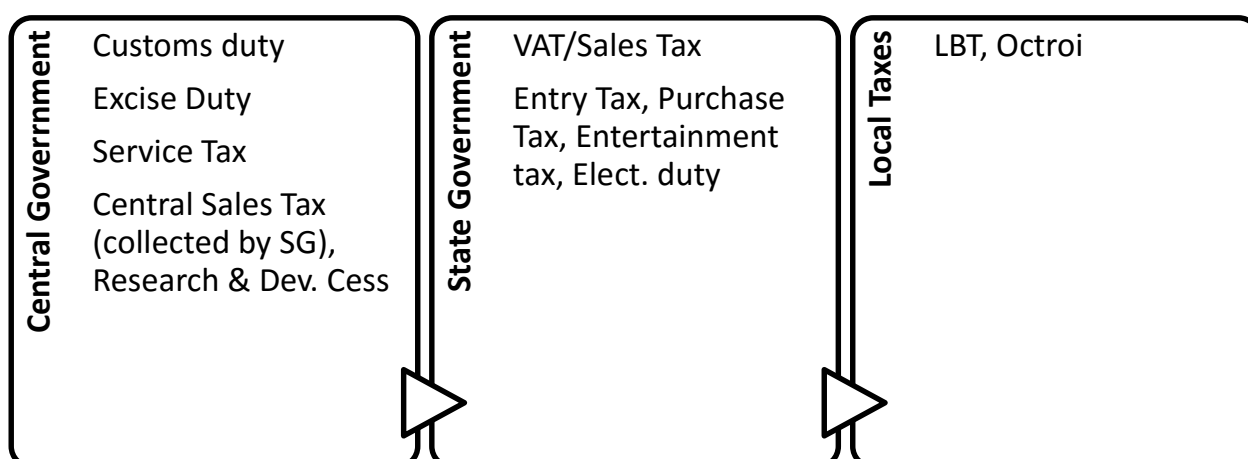 Central Goverrnment
Customs duty
Excise Duty
Service Tax
Central Sales Tax
(collected by SG),
Research & Dev. Cess
State Government
VAT/Sales Tax
Entry Tax, Purchase
Tax, Entertainment
tax, Elect. duty
Local Taxes
LBT, Octroi